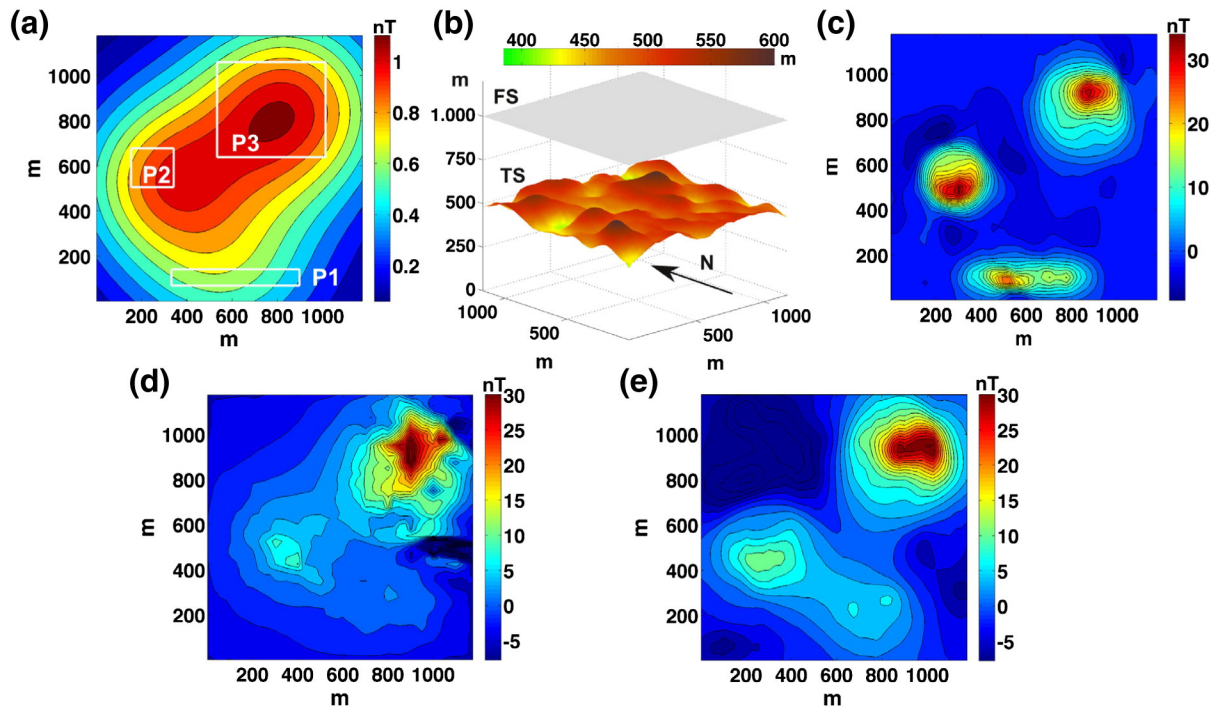 (a)
nT
1000
800
600
400
200
m
200 400 600 800 1000
m
P3
P2
P1
1
0.8
0.6
0.4
0.2
(b)
400 450 500 550 600
m
m
FS
1.000
750
TS
500
250
0
N
1000
500
m
500
1000
m
(c)
nT
1000
800
600
400
200
m
200 400 600 800 1000
m
30
20
10
0
(d)
nT
1000
800
600
400
200
m
200 400 600 800 1000
m
30
25
20
15
10
5
0
-5
(e)
nT
1000
800
600
400
200
m
200 400 600 800 1000
m
30
25
20
15
10
5
0
-5